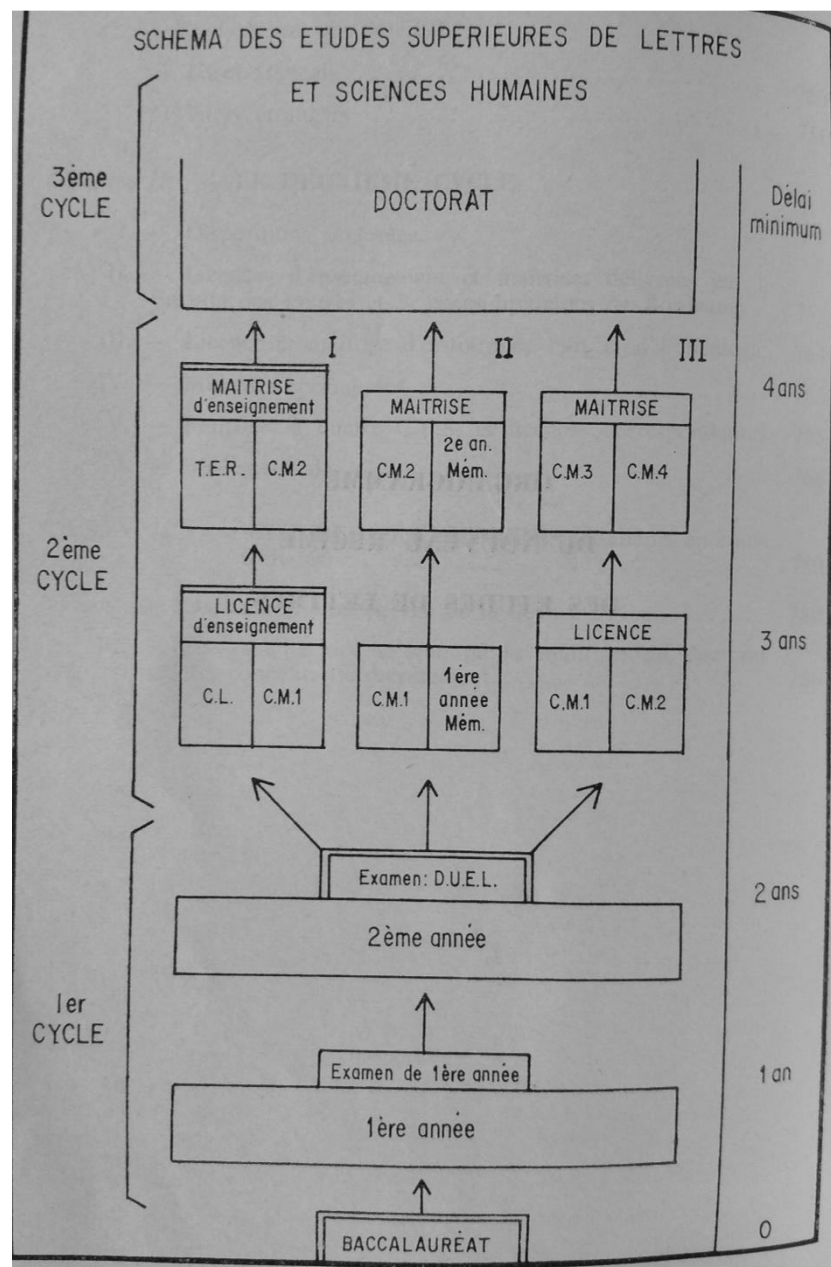 SCHEMA DES ETUDES SUPERIEURES DE LETTRES
ET SCIENCES HUMAINES
3ème
CYCLE
DOCTORAT
Délai
minimum
I
II
III
MAITRISE
d'enseignement
T.E.R.
C.M.2
MAITRISE
C.M.2
2e an.
Mém.
MAITRISE
C.M.3
C.M.4
4 ans
2ème
CYCLE
LICENCE
d'enseignement
C.L.
C.M.1
C.M.1
1ère
année
Mém.
LICENCE
C.M.1
C.M.2
3 ans
Examen: D.U.E.L.
2ème année
2 ans
1er
CYCLE
Examen de 1ère année
1ère année
1 an
BACCALAURÉAT
0